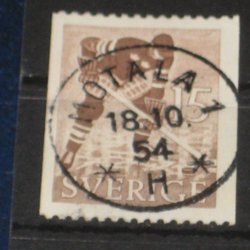 MOTALA 1
15
18.10.
54
* H *
SVERIGE